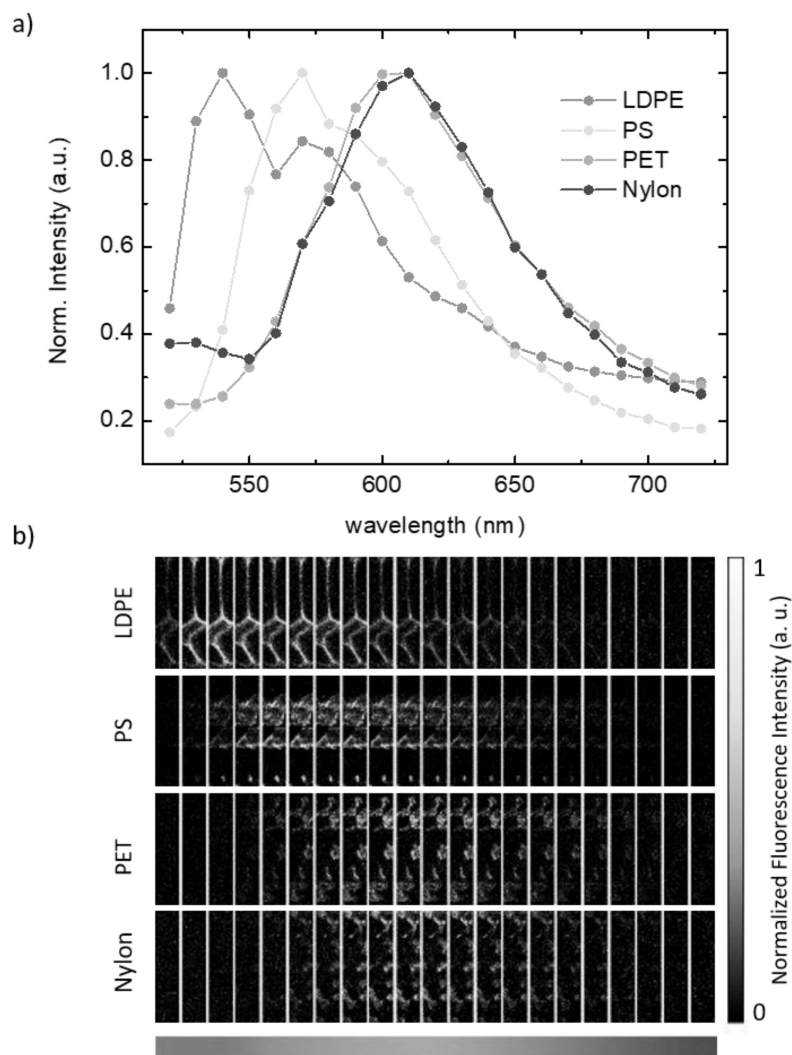 a)
1.0
0.8
0.6
0.4
0.2
Norm. Intensity (a.u.)
LDPE
PS
PET
Nylon
550
600
650
700
wavelength (nm)
b)
LDPE
PS
PET
Nylon
1
0
Normalized Fluorescence Intensity (a. u.)